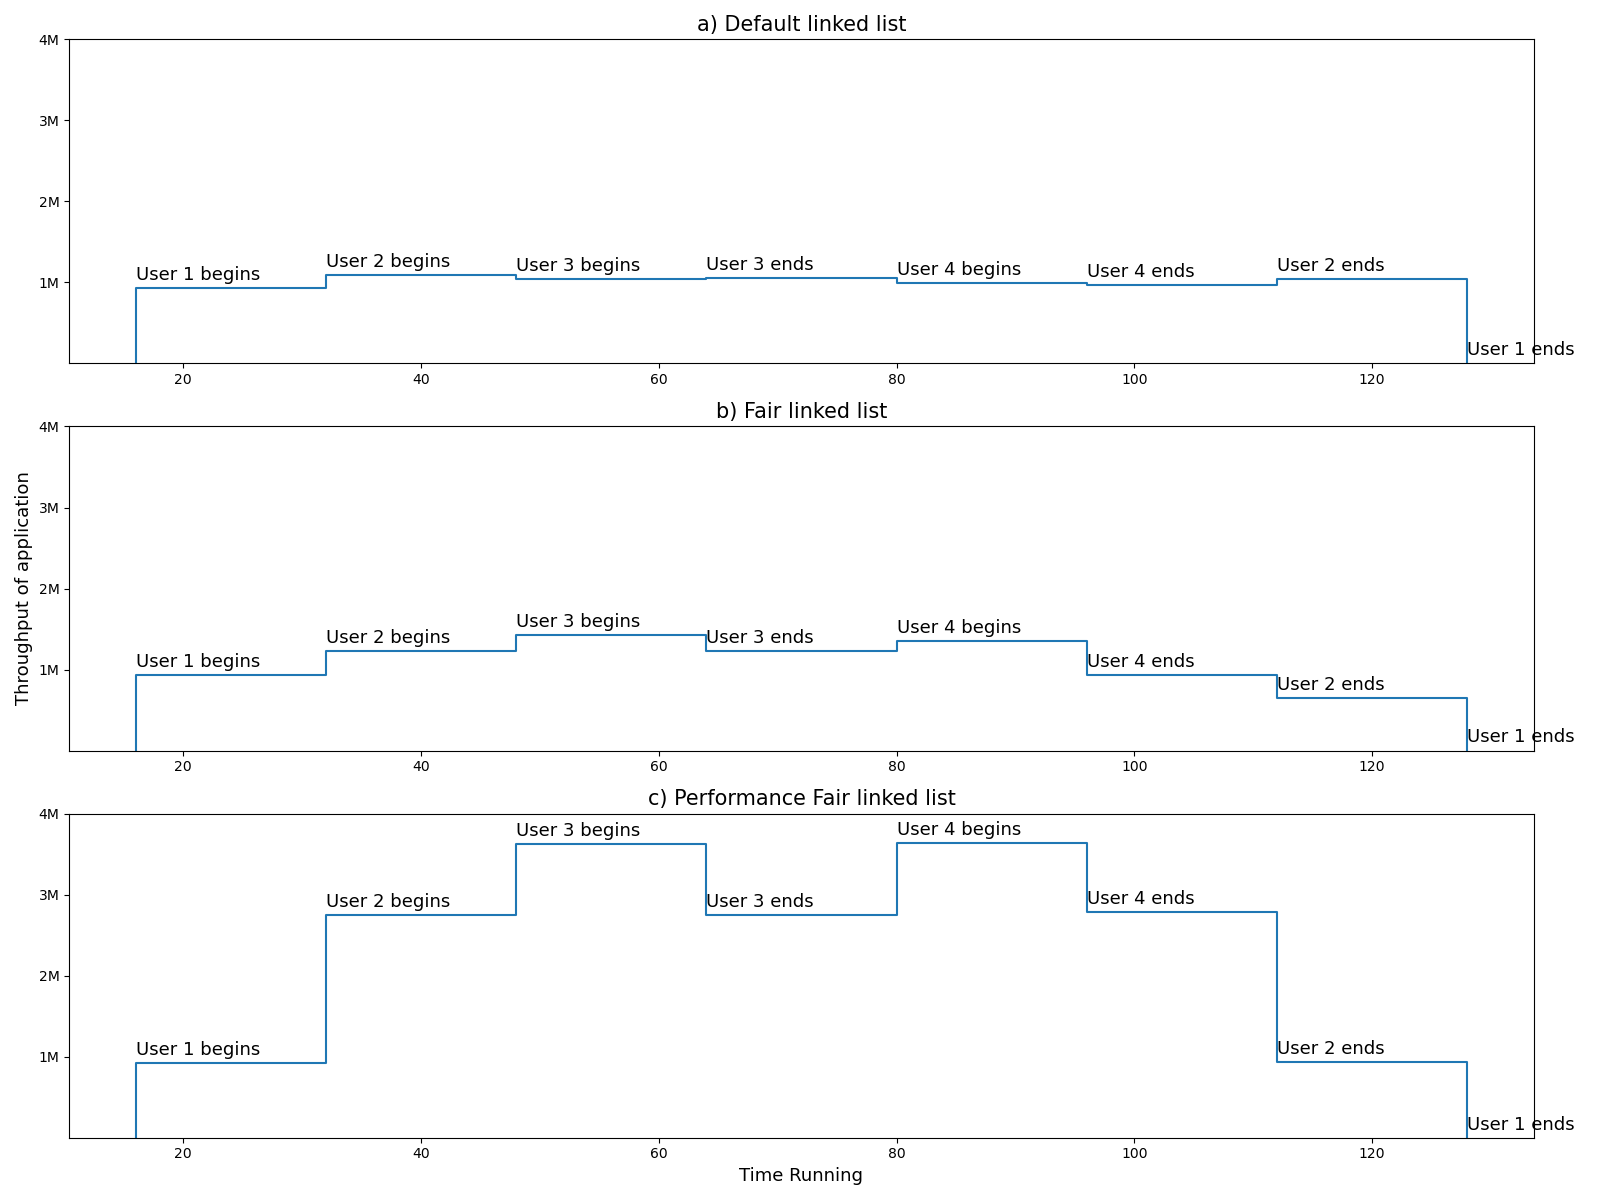 a) Default linked list
4M
3M
2M
1M
User 1 begins
User 2 begins
User 3 begins
User 3 ends
User 4 begins
User 4 ends
User 2 ends
User 1 ends
20 40 60 80 100 120
b) Fair linked list
Throughput of application
4M
3M
2M
1M
User 1 begins
User 2 begins
User 3 begins
User 3 ends
User 4 begins
User 4 ends
User 2 ends
User 1 ends
20 40 60 80 100 120
c) Performance Fair linked list
4M
3M
2M
1M
User 1 begins
User 2 begins
User 3 begins
User 3 ends
User 4 begins
User 4 ends
User 2 ends
User 1 ends
20 40 60 80 100 120
Time Running